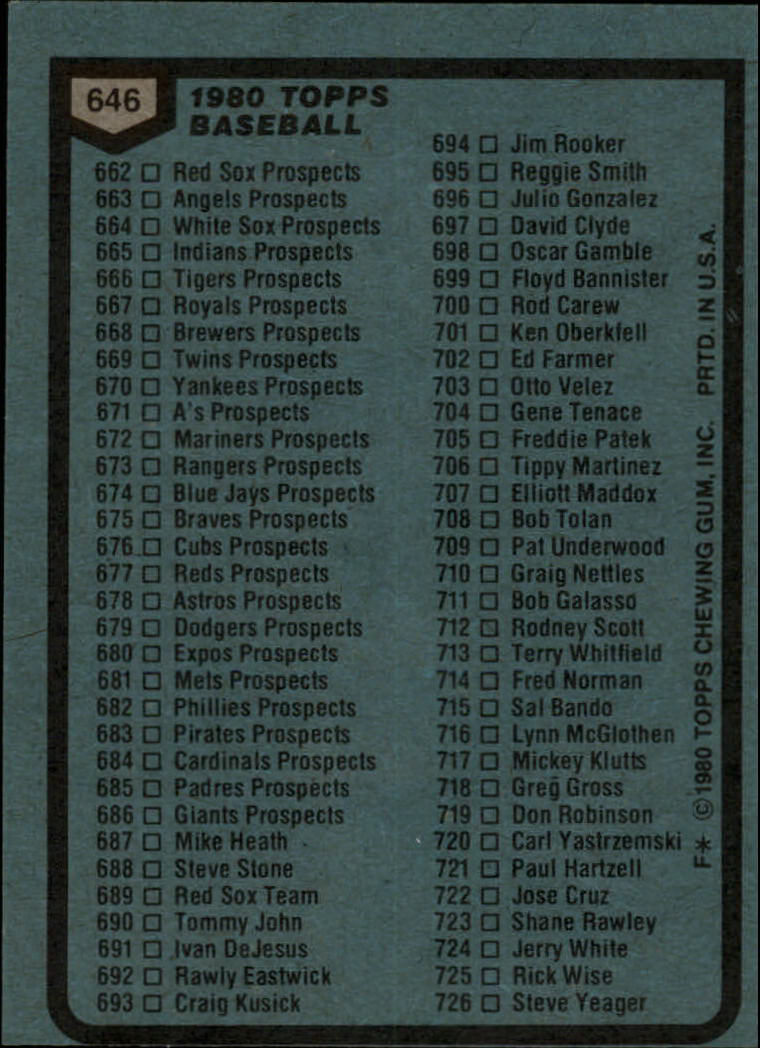 646
1980 TOPPS
BASEBALL
662 □ Red Sox Prospects
663 □ Angels Prospects
664 □ White Sox Prospects
665 □ Indians Prospects
666 □ Tigers Prospects
667 □ Royals Prospects
668 □ Brewers Prospects
669 □ Twins Prospects
670 □ Yankees Prospects
671 □ A's Prospects
672 □ Mariners Prospects
673 □ Rangers Prospects
674 □ Blue Jays Prospects
675 □ Braves Prospects
676 □ Cubs Prospects
677 □ Reds Prospects
678 □ Astros Prospects
679 □ Dodgers Prospects
680 □ Expos Prospects
681 □ Mets Prospects
682 □ Phillies Prospects
683 □ Pirates Prospects
684 □ Cardinals Prospects
685 □ Padres Prospects
686 □ Giants Prospects
687 □ Mike Heath
688 □ Steve Stone
689 □ Red Sox Team
690 □ Tommy John
691 □ Ivan DeJesus
692 □ Rawly Eastwick
693 □ Craig Kusick
694 □ Jim Rooker
695 □ Reggie Smith
696 □ Julio Gonzalez
697 □ David Clyde
698 □ Oscar Gamble
699 □ Floyd Bannister
700 □ Rod Carew
701 □ Ken Oberkfell
702 □ Ed Farmer
703 □ Otto Velez
704 □ Gene Tenace
705 □ Freddie Patek
706 □ Tippy Martinez
707 □ Elliott Maddox
708 □ Bob Tolan
709 □ Pat Underwood
710 □ Graig Nettles
711 □ Bob Galasso
712 □ Rodney Scott
713 □ Terry Whitfield
714 □ Fred Norman
715 □ Sal Bando
716 □ Lynn McGlothen
717 □ Mickey Klutts
718 □ Greg Gross
719 □ Don Robinson
720 □ Carl Yastrzemski
721 □ Paul Hartzell
722 □ Jose Cruz
723 □ Shane Rawley
724 □ Jerry White
725 □ Rick Wise
726 □ Steve Yeager
F* © 1980 TOPPS CHEWING GUM, INC. PRTD. IN U.S.A.